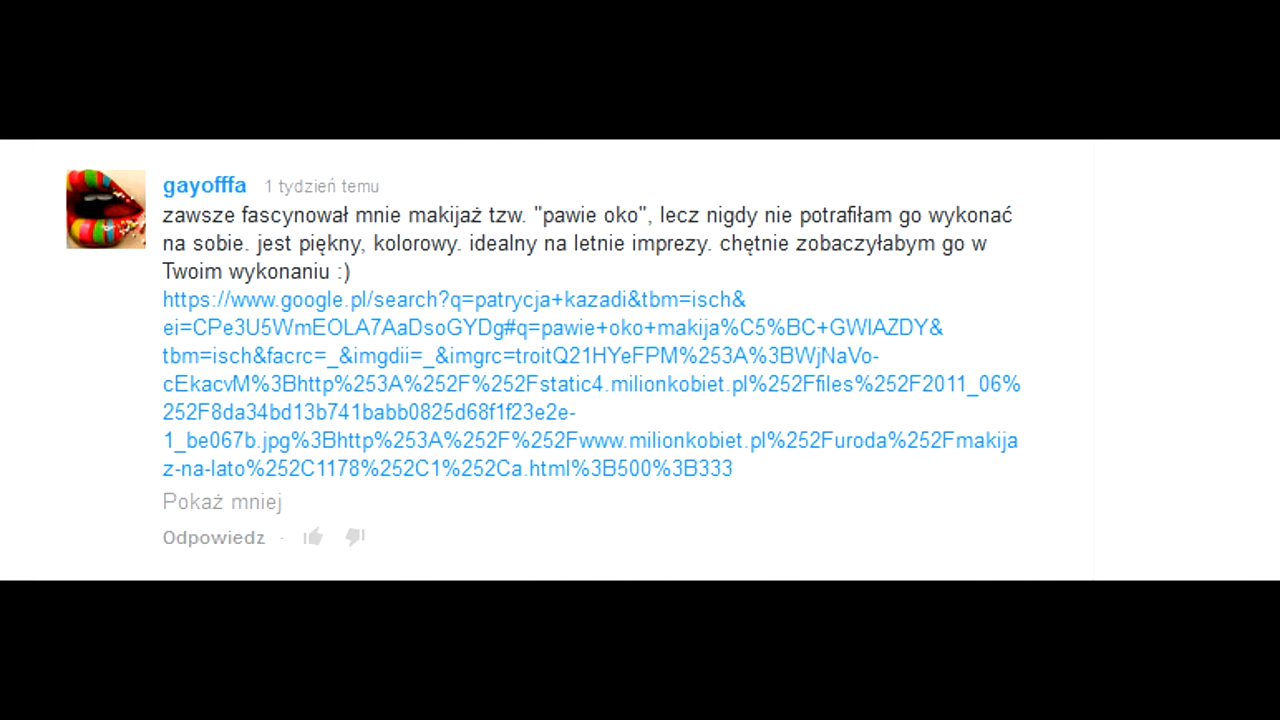 gayofffa 1 tydzień temu
zawsze fascynował mnie makijaż tzw. "pawie oko", lecz nigdy nie potrafiłam go wykonać
na sobie. jest piękny, kolorowy. idealny na letnie imprezy. chętnie zobaczyłabym go w
Twoim wykonaniu :)
https://www.google.pl/search?q=patrycja+kazadi&tbm=isch&
ei=CPe3U5WmEOLA7AaDsoGYDg#q=pawie+oko+makija%C5%BC+GWIAZDY&
tbm=isch&facrc=_&imgdii=_&imgrc=troitQ21HYeFPM%253A%3BWjNaVo-
cEkacvM%3Bhttp%253A%252F%252Fstatic4.milionkobiet.pl%252Ffiles%252F2011_06%
252F8da34bd13b741babb0825d68f1f23e2e-
1_be067b.jpg%3Bhttp%253A%252F%252Fwww.milionkobiet.pl%252Furoda%252Fmakija
z-na-lato%252C1178%252C1%252Ca.html%3B500%3B333
Pokaż mniej
Odpowiedz ·